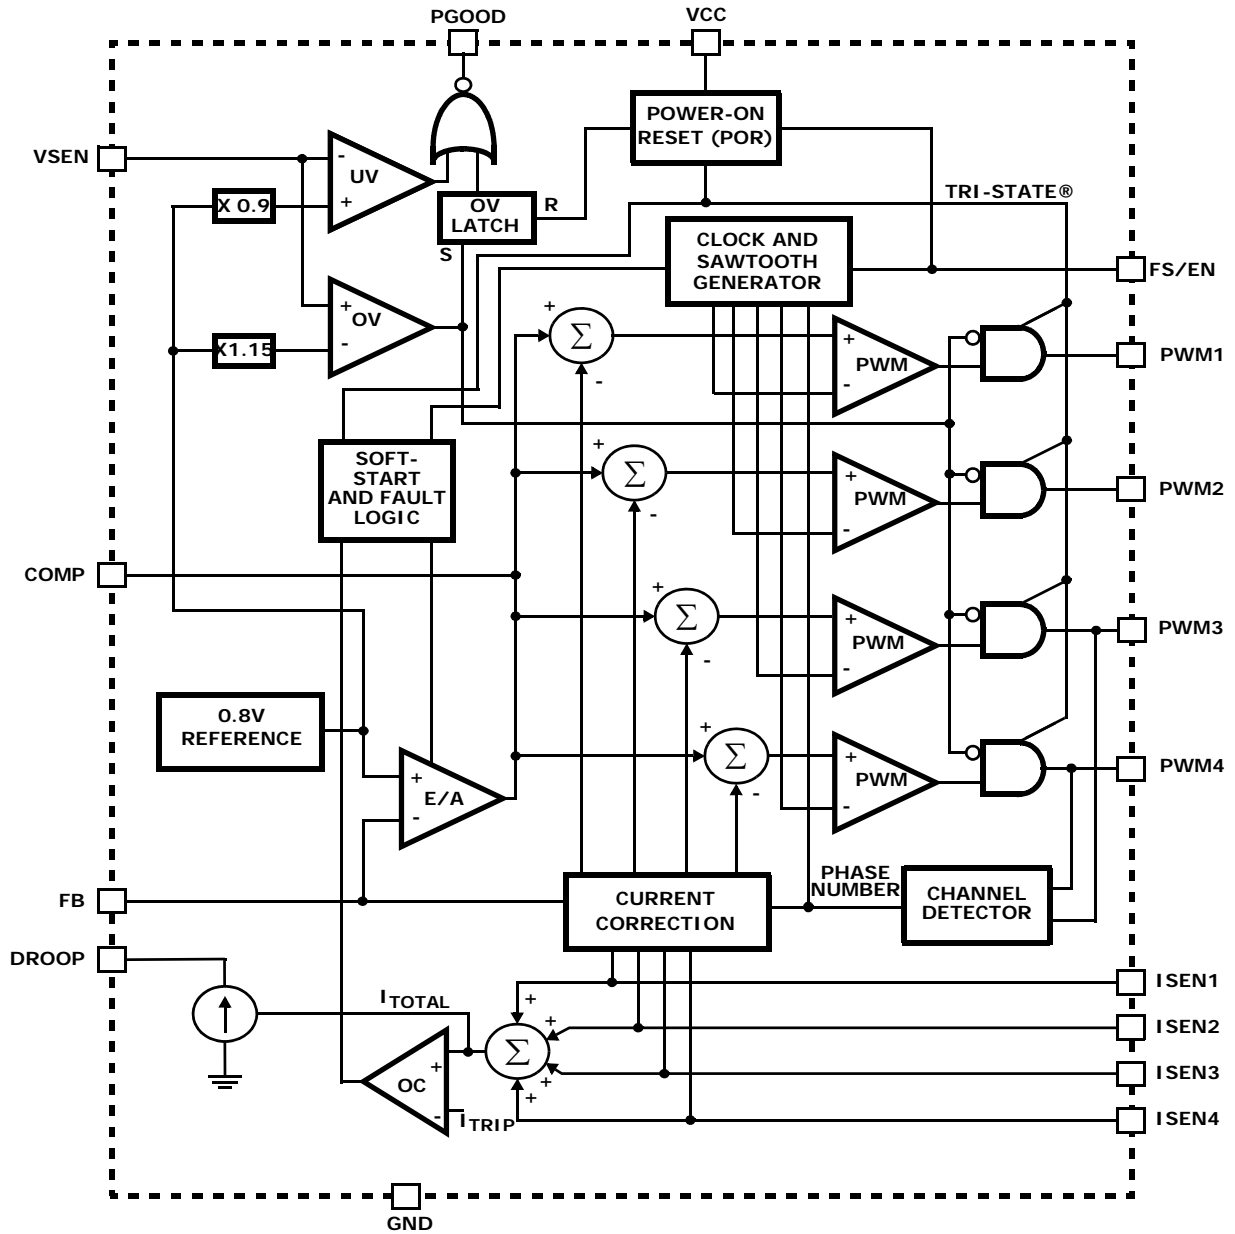 PGOOD
VCC
POWER-ON
RESET (POR)
VSEN
-
UV
+
X 0.9
OV
LATCH
R
S
TRI-STATE®
CLOCK AND
SAWTOOTH
GENERATOR
FS/EN
+
OV
-
X1.15
+
Σ
-
+
PWM
-
PWM1
SOFT-
START
AND FAULT
LOGIC
+
Σ
-
+
PWM
-
PWM2
COMP
+
Σ
-
+
PWM
-
PWM3
0.8V
REFERENCE
+
Σ
-
+
PWM
-
PWM4
+
E/A
-
FB
CURRENT
CORRECTION
PHASE
NUMBER
CHANNEL
DETECTOR
DROOP
ITOTAL
+
+
Σ
+
+
ISEN1
ISEN2
ISEN3
ISEN4
+
OC
-
ITRIP
GND